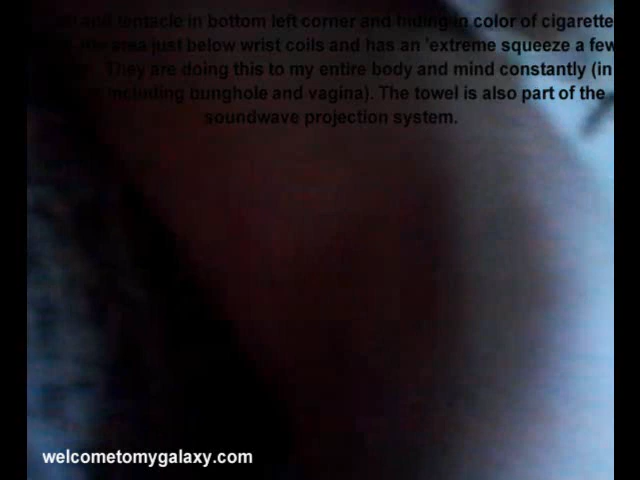 and tentacle in bottom left corner and hiding in color of cigarette
area just below wrist coils and has an 'extreme squeeze a few
They are doing this to my entire body and mind constantly (in
including bunghole and vagina). The towel is also part of the
soundwave projection system.
welcometomygalaxy.com